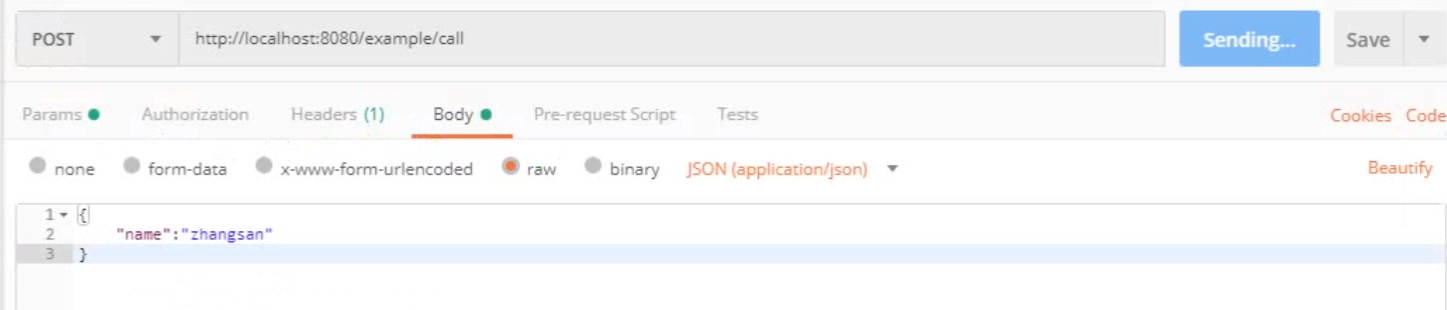 POST http://localhost:8080/example/call Sending... Save
Params Authorization Headers (1) Body Pre-request Script Tests Cookies Code
none form-data x-www-form-urlencoded raw binary JSON (application/json) Beautify
1 {
2 "name":"zhangsan"
3 }